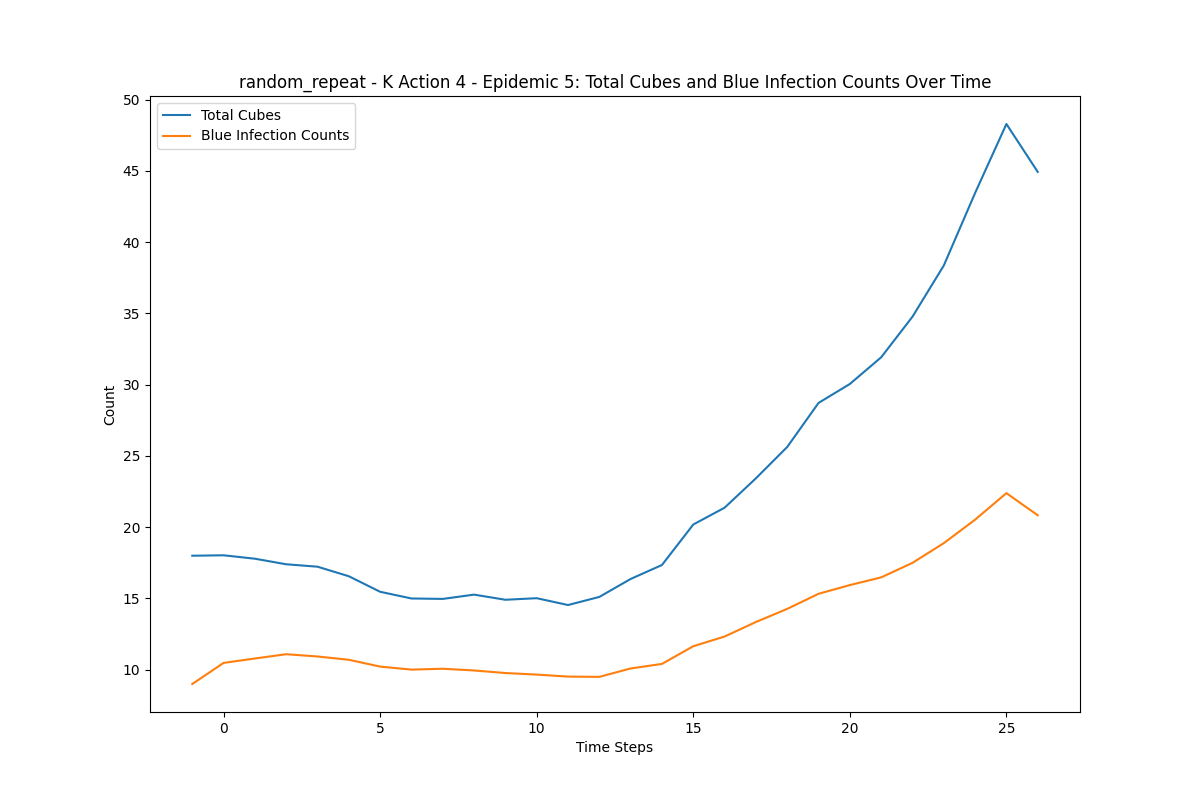 random_repeat - K Action 4 - Epidemic 5: Total Cubes and Blue Infection Counts Over Time
Total Cubes
Blue Infection Counts
50
45
40
35
30
25
20
15
10
Count
0 5 10 15 20 25
Time Steps